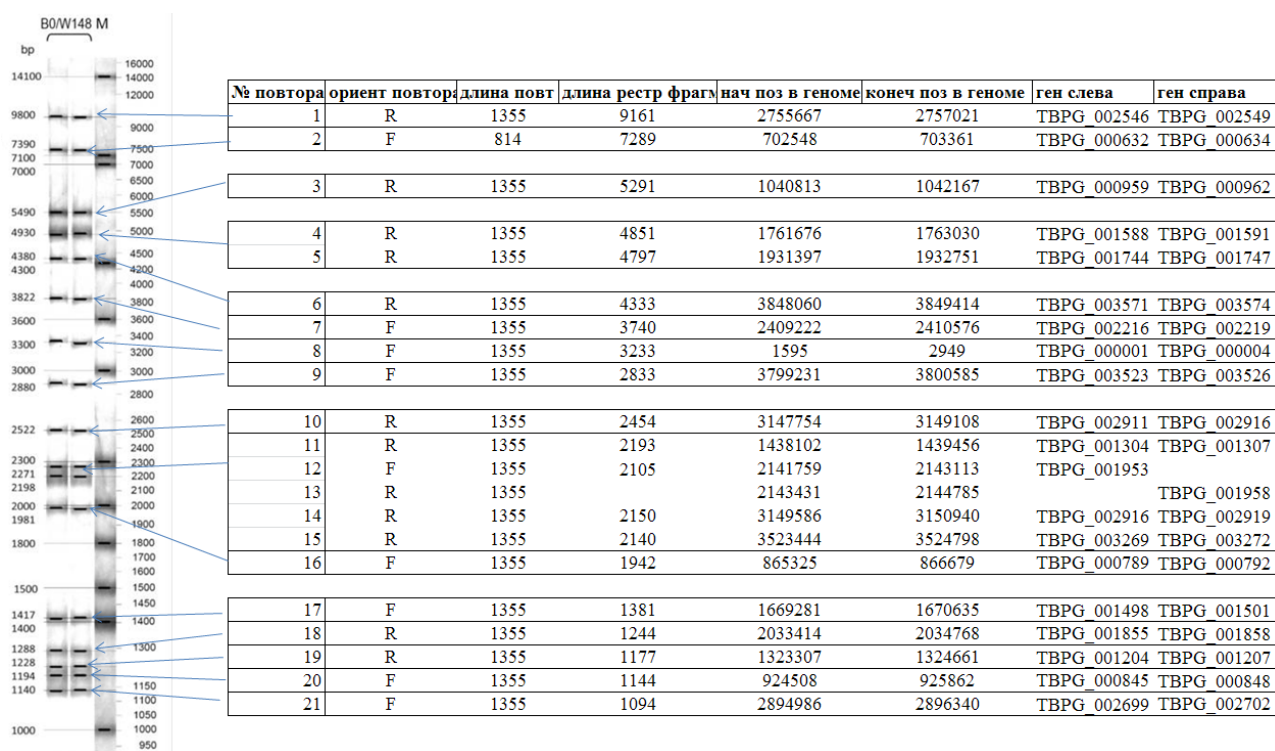 B0/W148 M
bp
14100
9800
7390
7100
7000
5490
4930
4380
4300
3822
3600
3300
3000
2880
2522
2300
2271
2198
2000
1981
1800
1500
1417
1400
1288
1228
1194
1140
1000
16000
14000
12000
9000
7500
7000
6500
6000
5500
5000
4500
4200
4000
3800
3600
3400
3200
3000
2800
2600
2500
2400
2300
2200
2100
2000
1900
1800
1700
1600
1500
1450
1400
1300
1150
1100
1050
1000
950
№ повтора ориент повтора длина повт длина рестр фрагм нач поз в геноме конеч поз в геноме ген слева ген справа
1 R 1355 9161 2755667 2757021 TBPG_002546 TBPG_002549
2 F 814 7289 702548 703361 TBPG_000632 TBPG_000634
3 R 1355 5291 1040813 1042167 TBPG_000959 TBPG_000962
4 R 1355 4851 1761676 1763030 TBPG_001588 TBPG_001591
5 R 1355 4797 1931397 1932751 TBPG_001744 TBPG_001747
6 R 1355 4333 3848060 3849414 TBPG_003571 TBPG_003574
7 F 1355 3740 2409222 2410576 TBPG_002216 TBPG_002219
8 F 1355 3233 1595 2949 TBPG_000001 TBPG_000004
9 F 1355 2833 3799231 3800585 TBPG_003523 TBPG_003526
10 R 1355 2454 3147754 3149108 TBPG_002911 TBPG_002916
11 R 1355 2193 1438102 1439456 TBPG_001304 TBPG_001307
12 F 1355 2105 2141759 2143113 TBPG_001953
13 R 1355 2143431 2144785 TBPG_001958
14 R 1355 2150 3149586 3150940 TBPG_002916 TBPG_002919
15 R 1355 2140 3523444 3524798 TBPG_003269 TBPG_003272
16 F 1355 1942 865325 866679 TBPG_000789 TBPG_000792
17 F 1355 1381 1669281 1670635 TBPG_001498 TBPG_001501
18 R 1355 1244 2033414 2034768 TBPG_001855 TBPG_001858
19 R 1355 1177 1323307 1324661 TBPG_001204 TBPG_001207
20 F 1355 1144 924508 925862 TBPG_000845 TBPG_000848
21 F 1355 1094 2894986 2896340 TBPG_002699 TBPG_002702